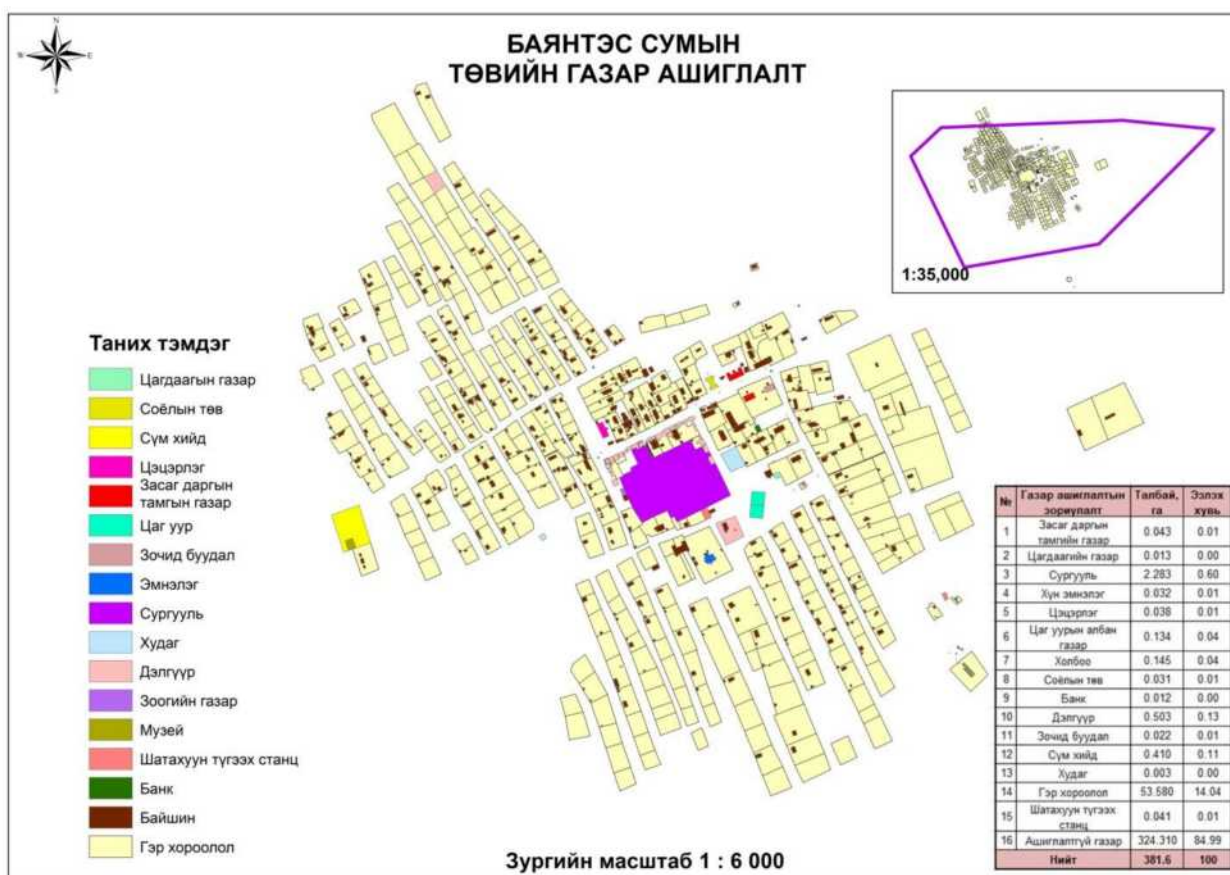 N
W
E
S
БАЯНТЭС СУМЫН
ТӨВИЙН ГАЗАР АШИГЛАЛТ
1:35,000
Таних тэмдэг
Цагдаагын газар
Соёлын төв
Сүм хийд
Цэцэрлэг
Засаг даргын
тамгын газар
Цаг уур
Зочид буудал
Эмнэлэг
Сургууль
Худаг
Дэлгүүр
Зоогийн газар
Музей
Шатахуун түгээх станц
Банк
Байшин
Гэр хороолол
№ Газар ашиглалтын зориулалт Талбай, га Эзлэх хувь
1 Засаг даргын тамгийн газар 0.043 0.01
2 Цагдаагийн газар 0.013 0.00
3 Сургууль 2.283 0.60
4 Хүн эмнэлэг 0.032 0.01
5 Цэцэрлэг 0.038 0.01
6 Цаг уурын албан газар 0.134 0.04
7 Холбоо 0.145 0.04
8 Соёлын төв 0.031 0.01
9 Банк 0.012 0.00
10 Дэлгүүр 0.503 0.13
11 Зочид буудал 0.022 0.01
12 Сүм хийд 0.410 0.11
13 Худаг 0.003 0.00
14 Гэр хороолол 53.580 14.04
15 Шатахуун түгээх станц 0.041 0.01
16 Ашиглалтгүй газар 324.310 84.99
Нийт 381.6 100
Зургийн масштаб 1 : 6 000